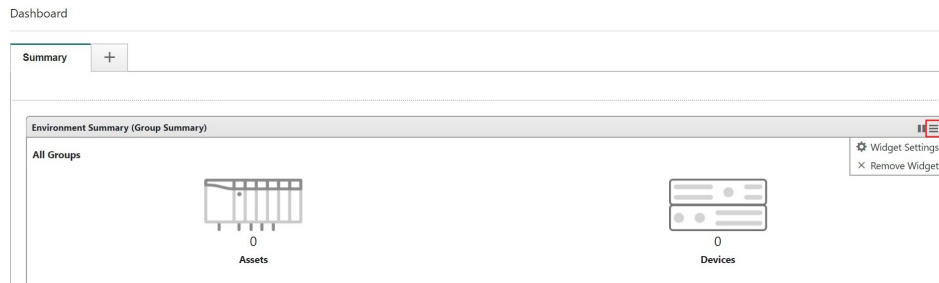 Dashboard
Summary +
Environment Summary (Group Summary)
Widget Settings
Remove Widget
All Groups
0 0
Assets Devices